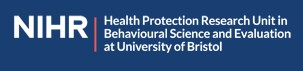 NIHR
Health Protection Research Unit in
Behavioural Science and Evaluation
at University of Bristol